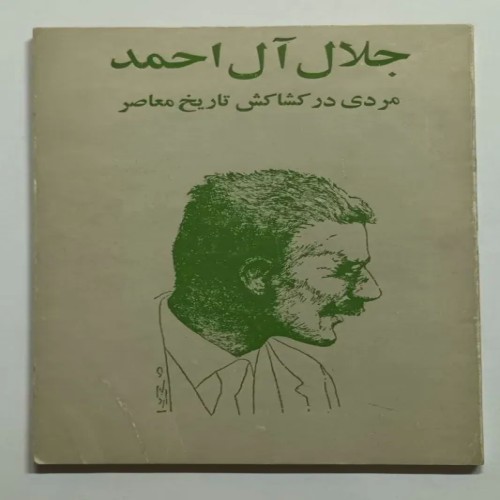 جلال آل احمد
مردی در کشاکش تاریخ معاصر